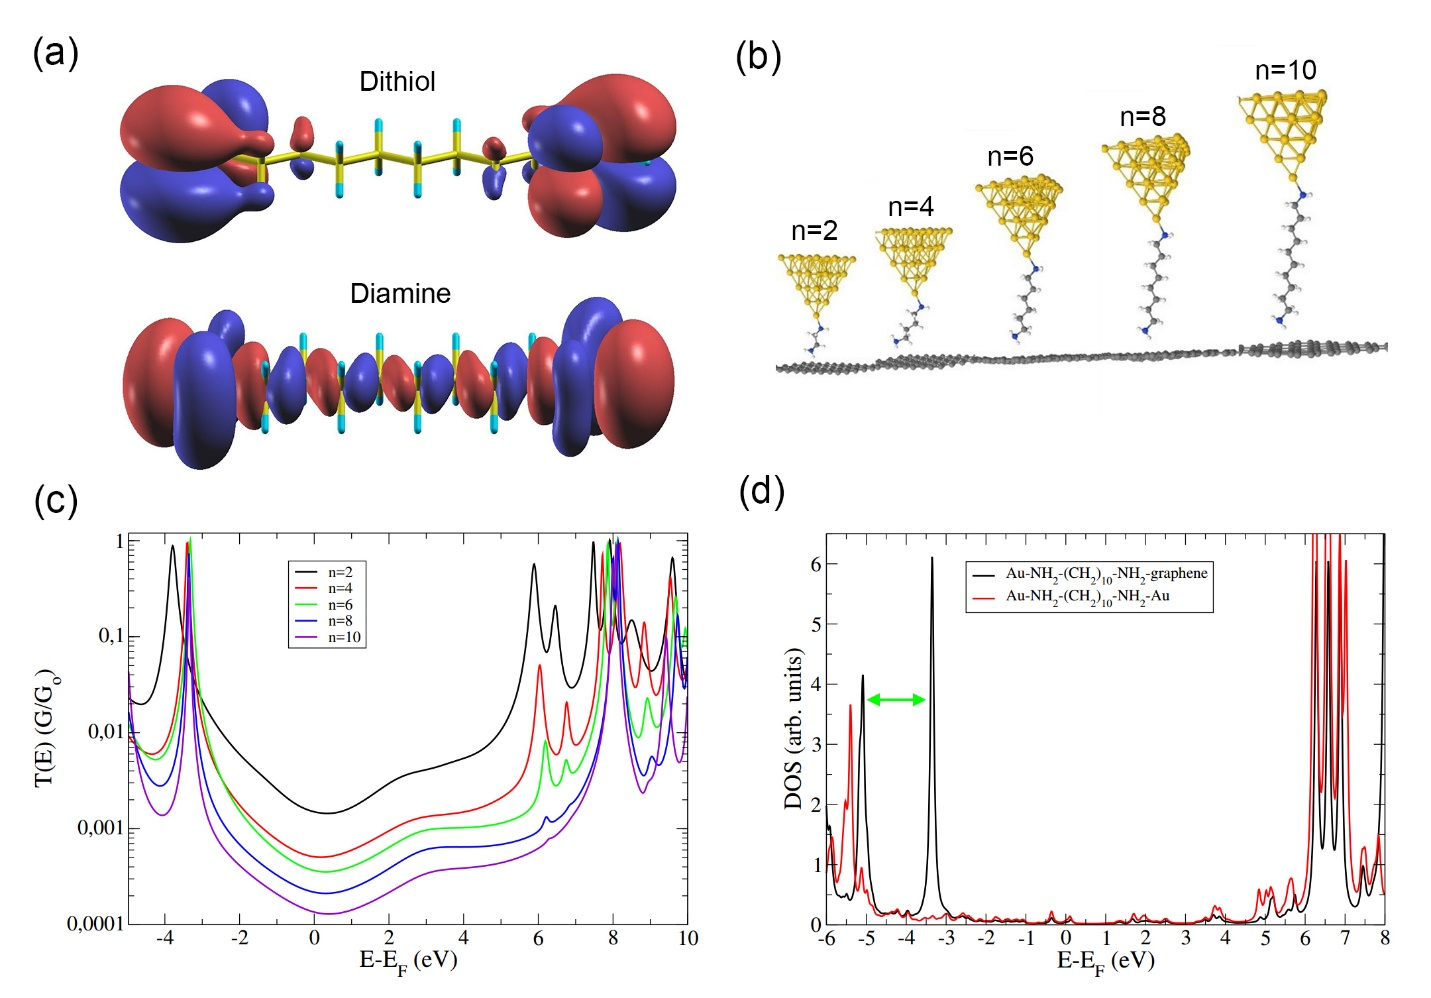 (a)
Dithiol
Diamine
(b)
n=2
n=4
n=6
n=8
n=10
(c)
T(E) (G/G₀)
1
0,1
0,01
0,001
0,0001
n=2
n=4
n=6
n=8
n=10
-4 -2 0 2 4 6 8 10
E-E_F (eV)
(d)
DOS (arb. units)
6
5
4
3
2
1
0
Au-NH₂-(CH₂)₁₀-NH₂-graphene
Au-NH₂-(CH₂)₁₀-NH₂-Au
-6 -5 -4 -3 -2 -1 0 1 2 3 4 5 6 7 8
E-E_F (eV)